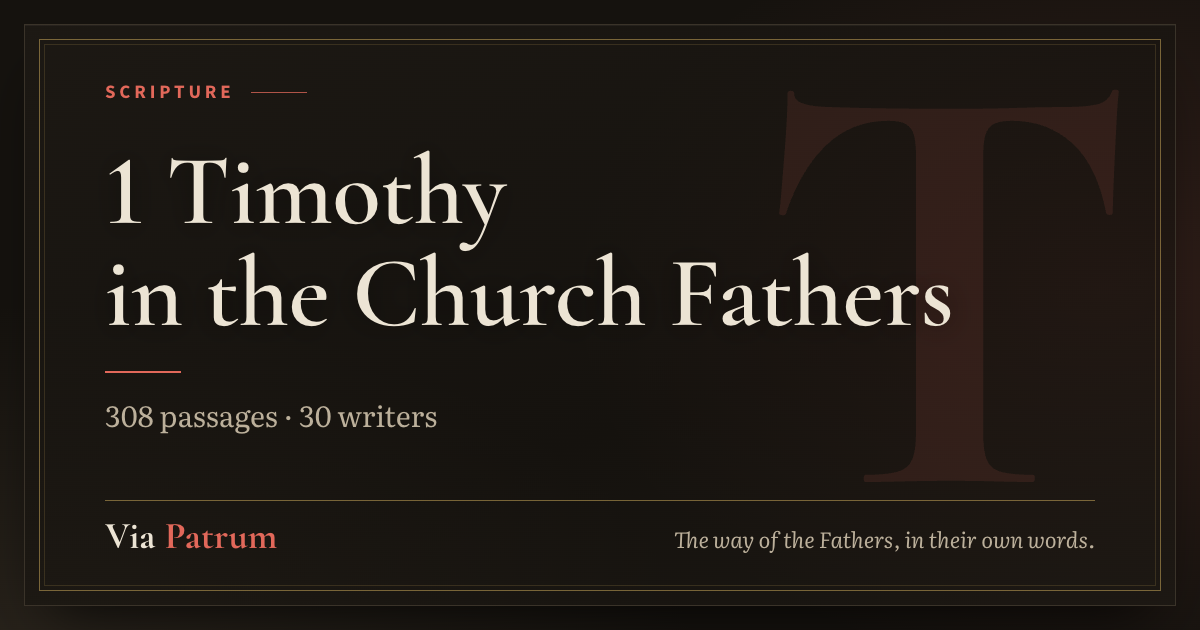 SCRIPTURE
1 Timothy
in the Church Fathers
308 passages · 30 writers
T
Via Patrum
The way of the Fathers, in their own words.